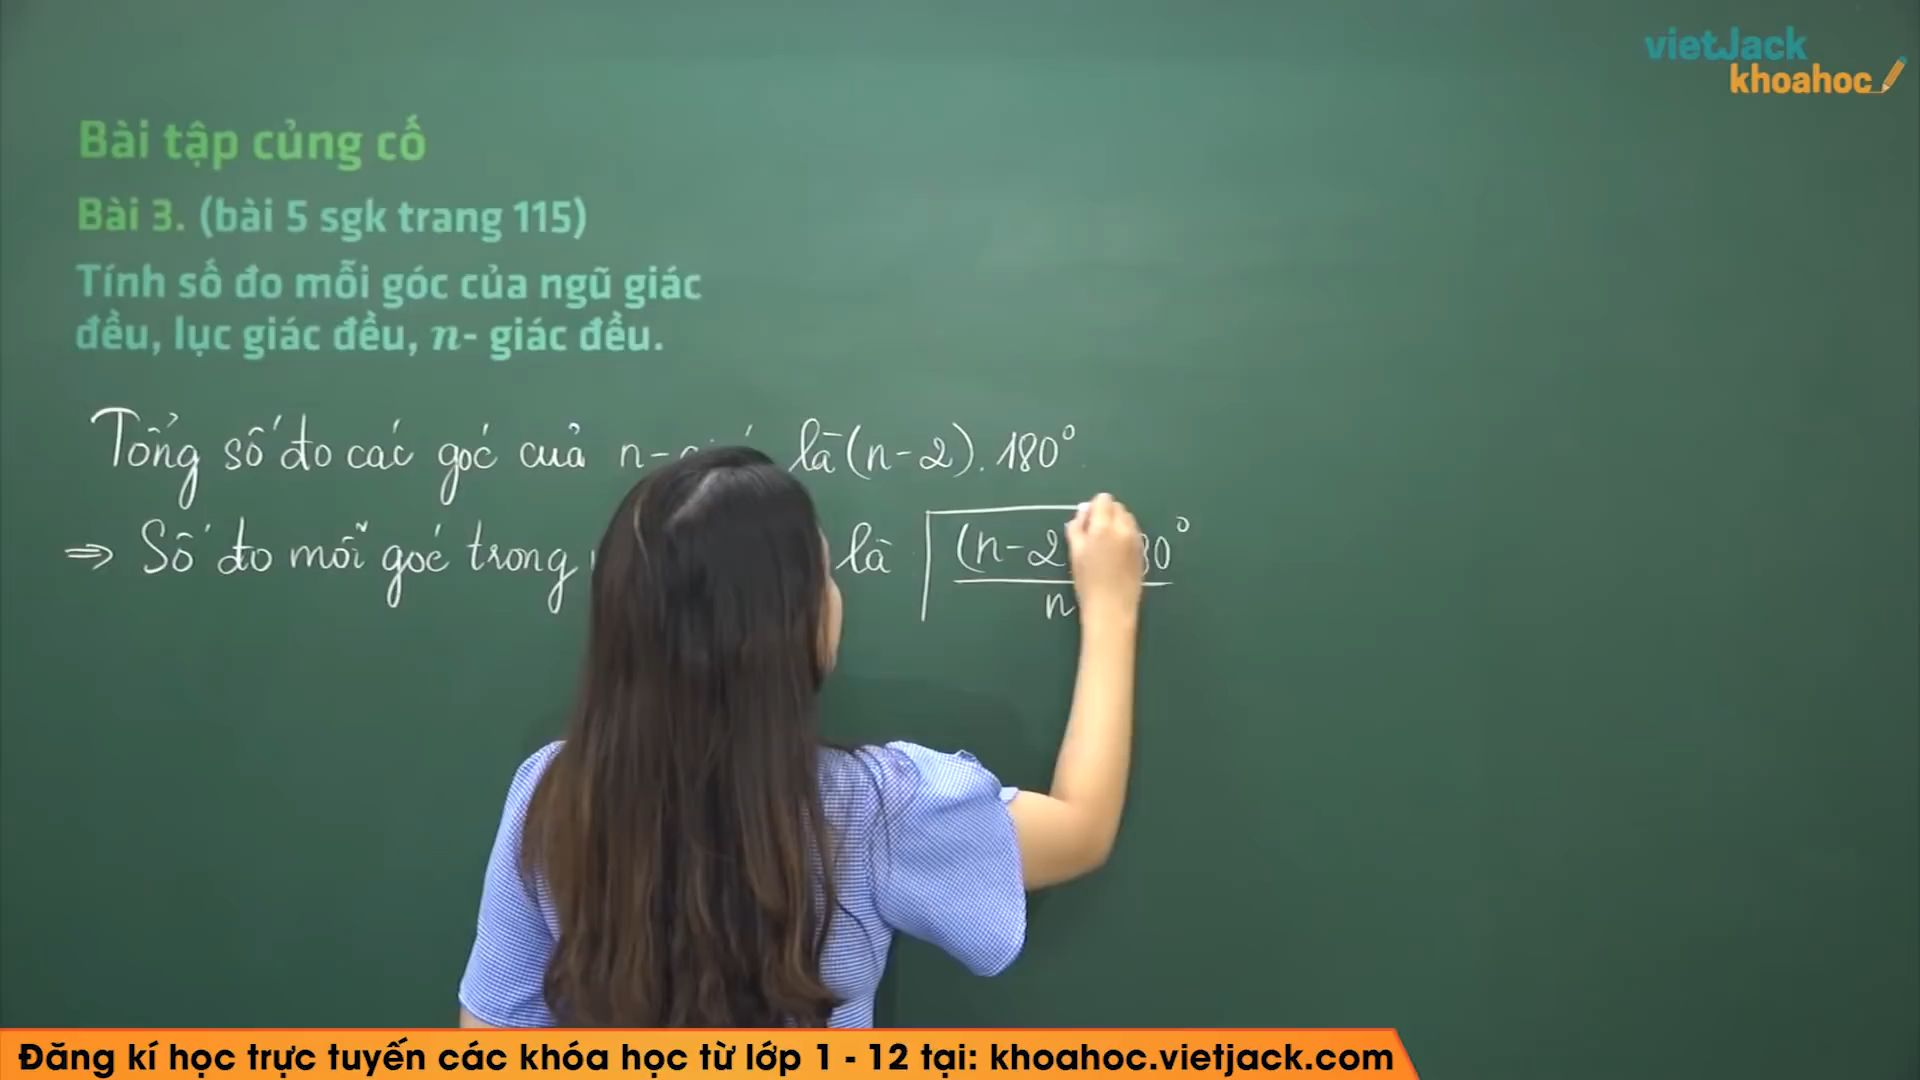 vietJack
khoahoc
Bài tập củng cố
Bài 3. (bài 5 sgk trang 115)
Tính số đo mỗi góc của ngũ giác
đều, lục giác đều, n- giác đều.
Tổng số đo các góc của n- là (n-2). 180°
⇒ Số đo mỗi góc trong là (n-2 80°
n
Đăng kí học trực tuyến các khóa học từ lớp 1 - 12 tại: khoahoc.vietjack.com